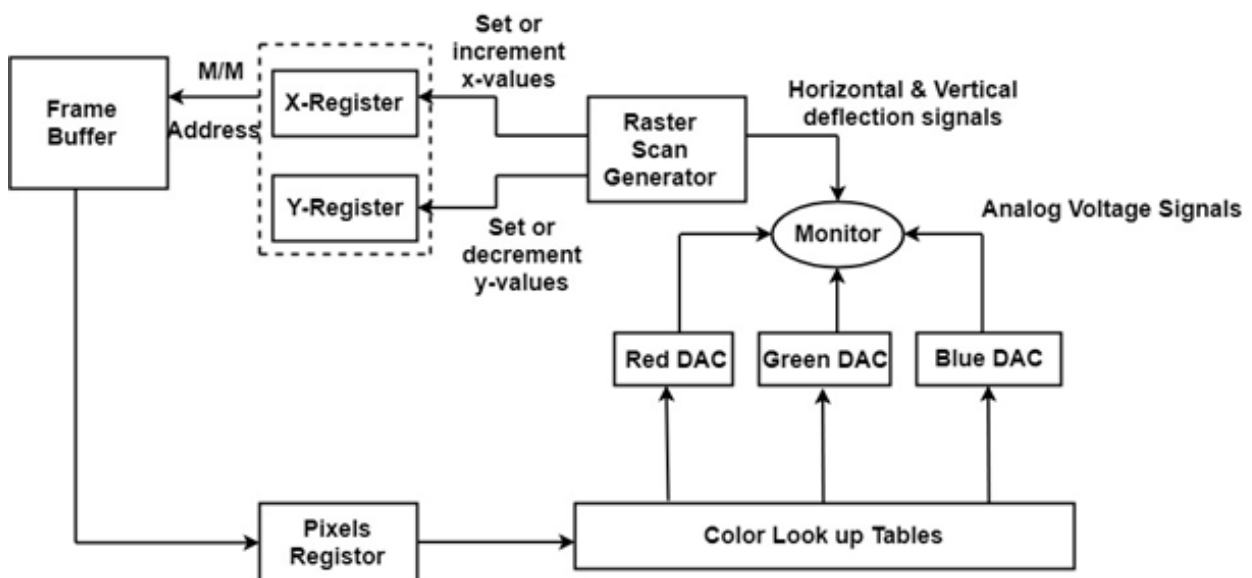 Set or
increment
x-values
M/M
Frame
Buffer
Address
X-Register
Raster
Scan
Generator
Horizontal & Vertical
deflection signals
Y-Register
Set or
decrement
y-values
Monitor
Analog Voltage Signals
Red DAC
Green DAC
Blue DAC
Pixels
Registor
Color Look up Tables